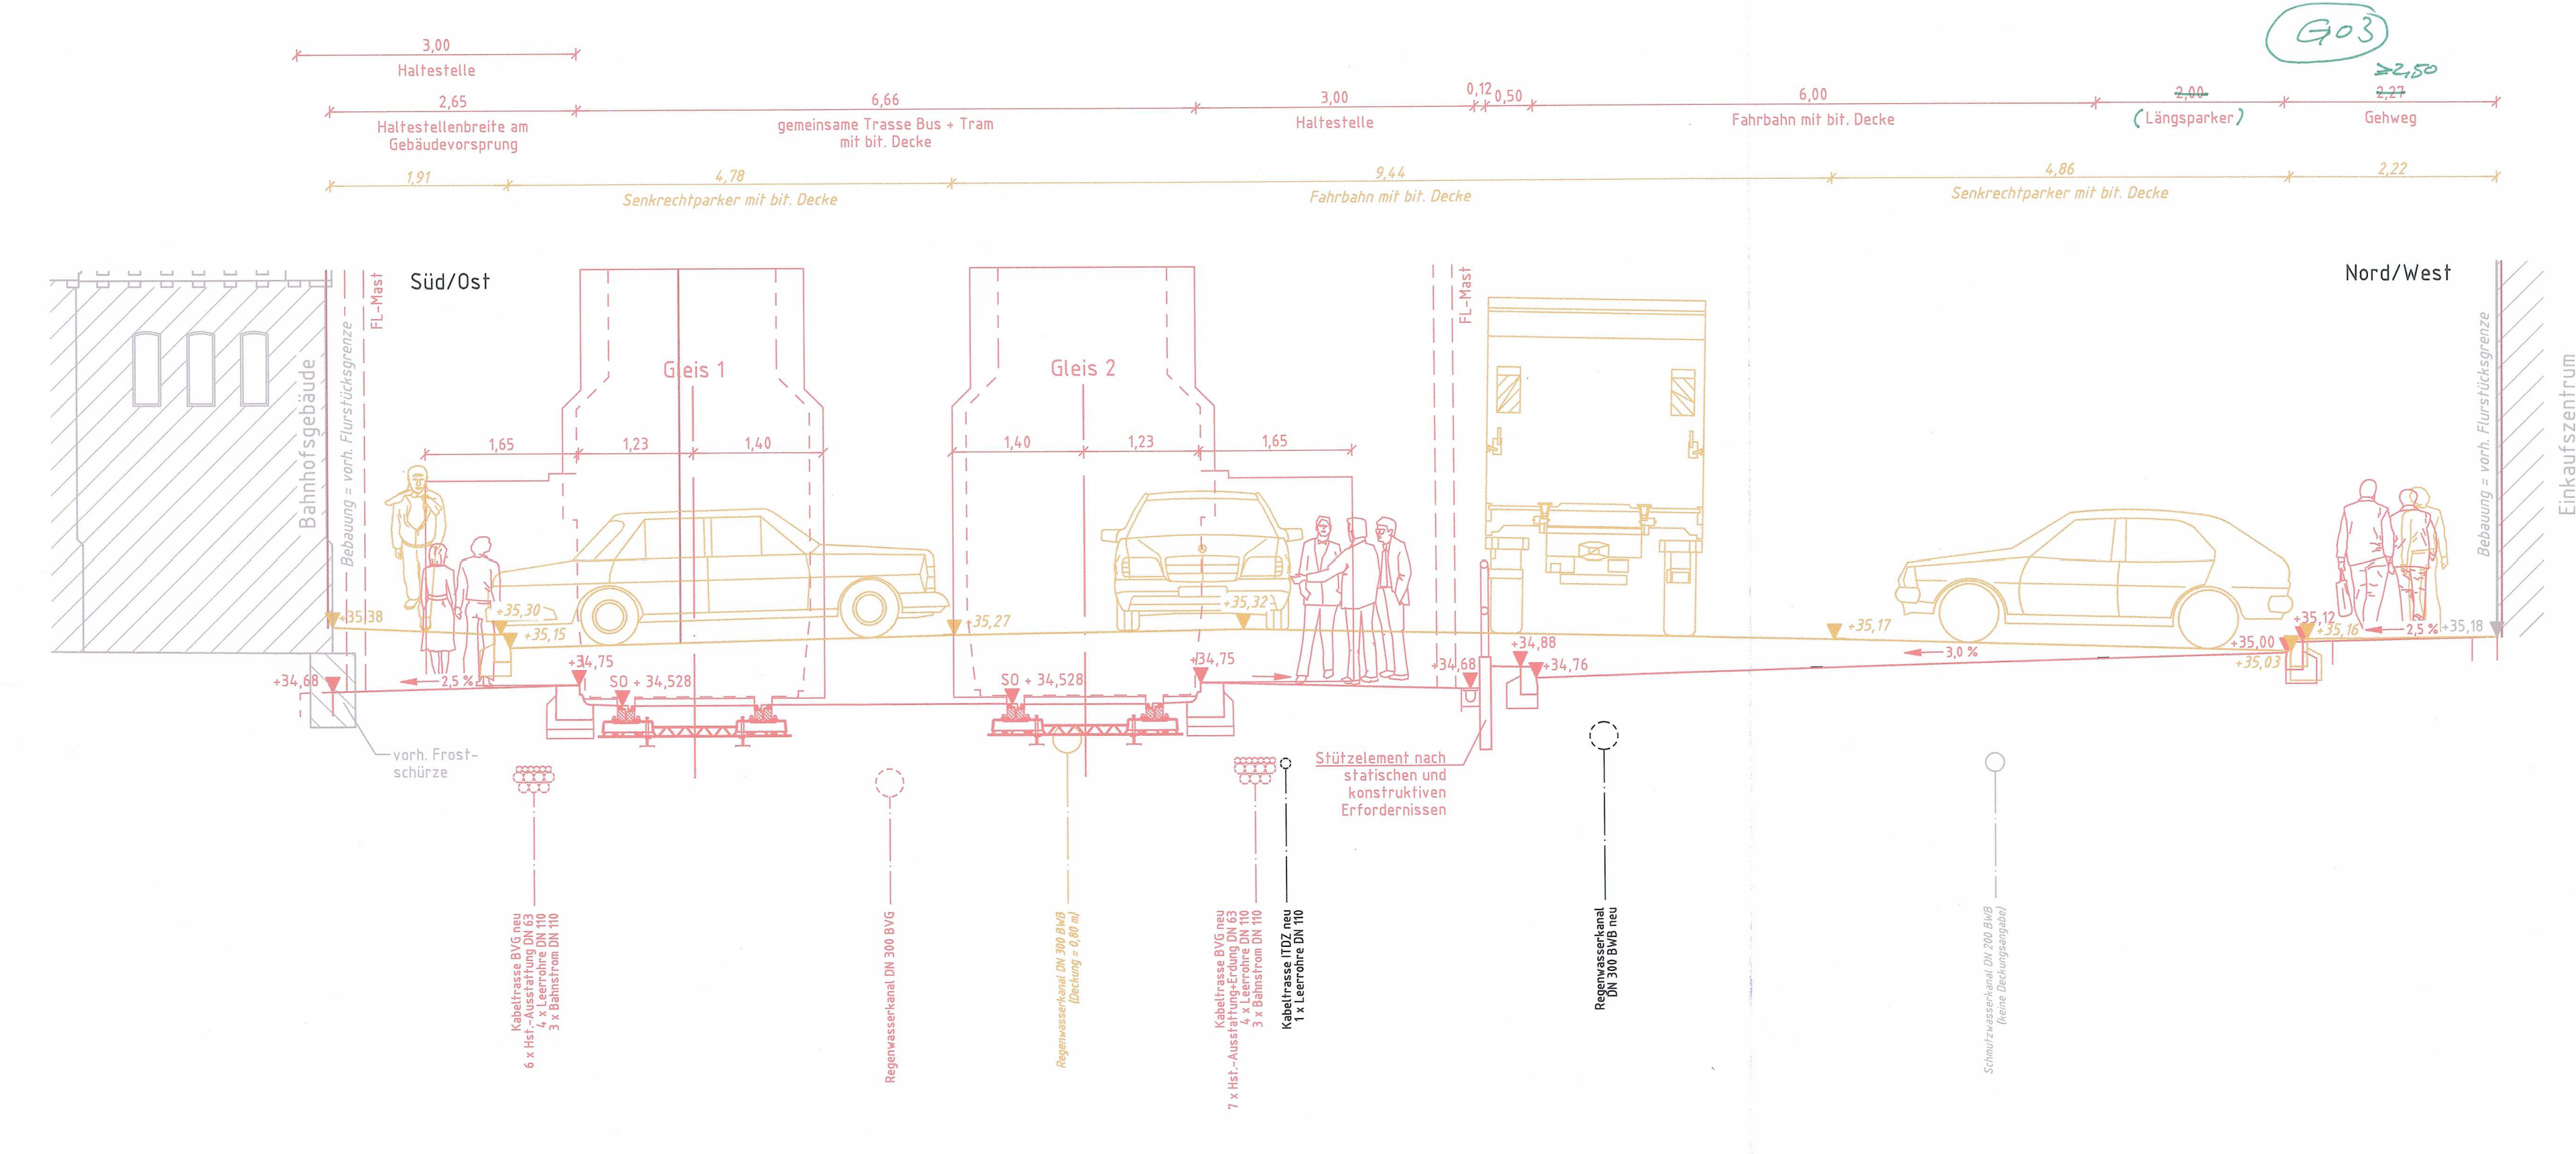 G03
≥2,50
3,00
Haltestelle
2,65
6,66
3,00
0,12
0,50
6,00
2,00
2,27
Haltestellenbreite am
Gebäudevorsprung
gemeinsame Trasse Bus + Tram
mit bit. Decke
Haltestelle
Fahrbahn mit bit. Decke
(Längsparker)
Gehweg
1,91
4,78
9,44
4,86
2,22
Senkrechtparker mit bit. Decke
Fahrbahn mit bit. Decke
Senkrechtparker mit bit. Decke
Süd/Ost
Nord/West
Bahnhofsgebäude
Bebauung = vorh. Flurstücksgrenze
FL-Mast
Gleis 1
Gleis 2
FL-Mast
Bebauung = vorh. Flurstücksgrenze
Einkaufszentrum
1,65
1,23
1,40
1,40
1,23
1,65
+35,38
+35,30
+35,15
+35,27
+35,32
+35,17
+35,12
+35,16
2,5 %
+35,18
+35,00
+35,03
3,0 %
+34,88
+34,76
+34,68
+34,75
+34,75
SO + 34,528
SO + 34,528
+34,68
2,5 %
vorh. Frost-
schürze
Stützelement nach
statischen und
konstruktiven
Erfordernissen
Kabeltrasse BVG neu
6 x Hst.-Ausstattung DN 63
4 x Leerrohre DN 110
3 x Bahnstrom DN 110
Regenwasserkanal DN 300 BVG
Regenwasserkanal DN 300 BWB
(Deckung = 0,80 m)
Kabeltrasse BVG neu
7 x Hst.-Ausstattung+Erdung DN 63
4 x Leerrohre DN 110
3 x Bahnstrom DN 110
Kabeltrasse ITDZ neu
1 x Leerrohre DN 110
Regenwasserkanal
DN 300 BWB neu
Schmutzwasserkanal DN 200 BWB
(keine Deckungsangabe)